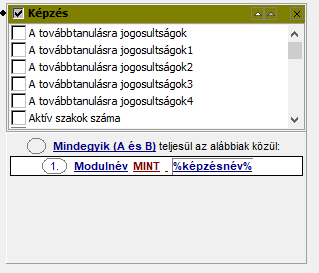 Képzés
A továbbtanulásra jogosultságok
A továbbtanulásra jogosultságok1
A továbbtanulásra jogosultságok2
A továbbtanulásra jogosultságok3
A továbbtanulásra jogosultságok4
Aktív szakok száma
Mindegyik (A és B) teljesül az alábbiak közül:
1. Modulnév MINT %képzésnév%